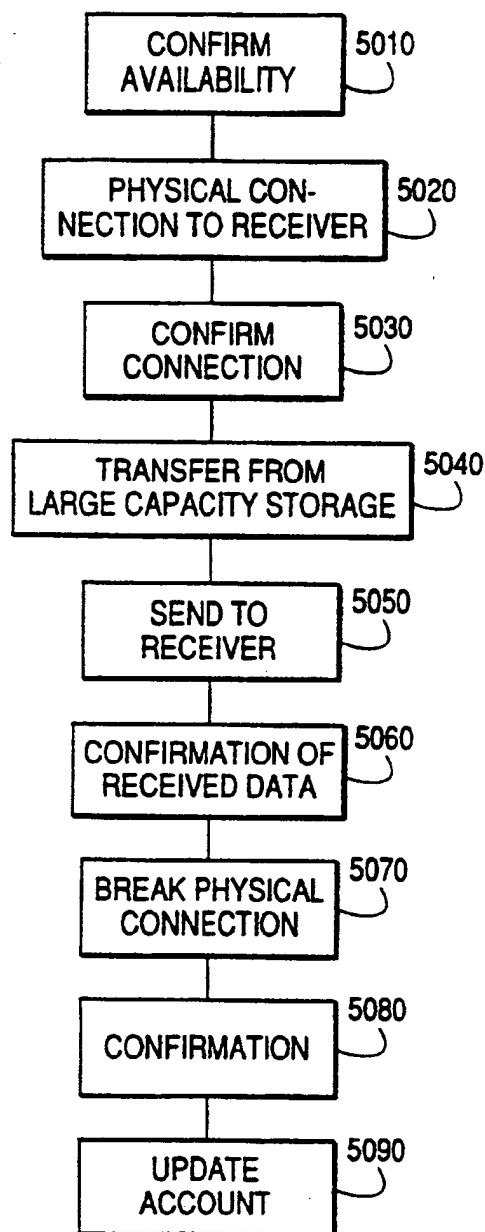 CONFIRM
AVAILABILITY
5010
PHYSICAL CON-
NECTION TO RECEIVER
5020
CONFIRM
CONNECTION
5030
TRANSFER FROM
LARGE CAPACITY STORAGE
5040
SEND TO
RECEIVER
5050
CONFIRMATION OF
RECEIVED DATA
5060
BREAK PHYSICAL
CONNECTION
5070
CONFIRMATION
5080
UPDATE
ACCOUNT
5090